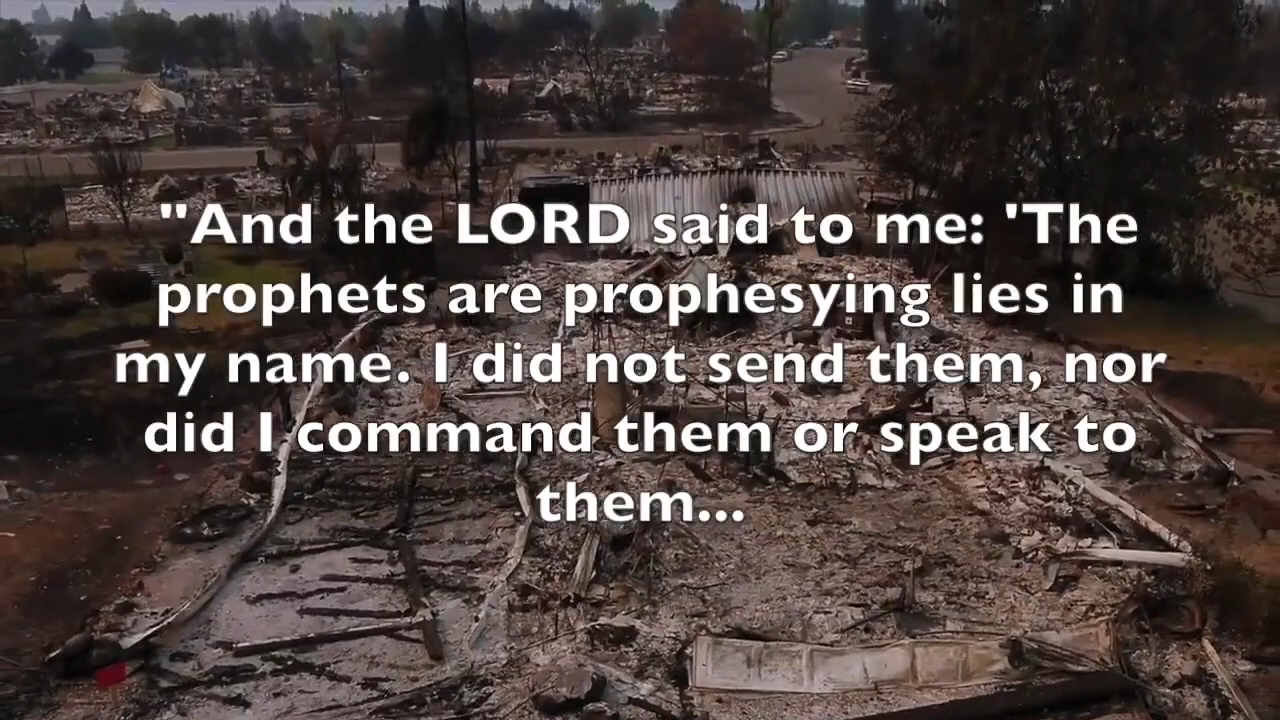 "And the LORD said to me: 'The
prophets are prophesying lies in
my name. I did not send them, nor
did I command them or speak to
them...